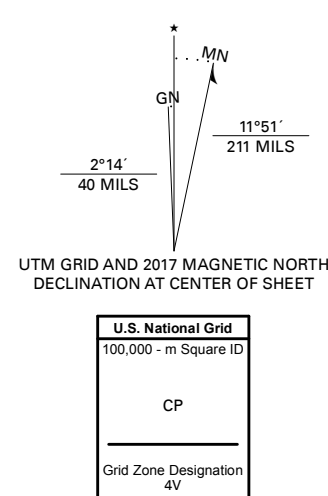 ★
MN
GN
11°51´
211 MILS
2°14´
40 MILS
UTM GRID AND 2017 MAGNETIC NORTH
DECLINATION AT CENTER OF SHEET
U.S. National Grid
100,000 - m Square ID
CP
Grid Zone Designation
4V